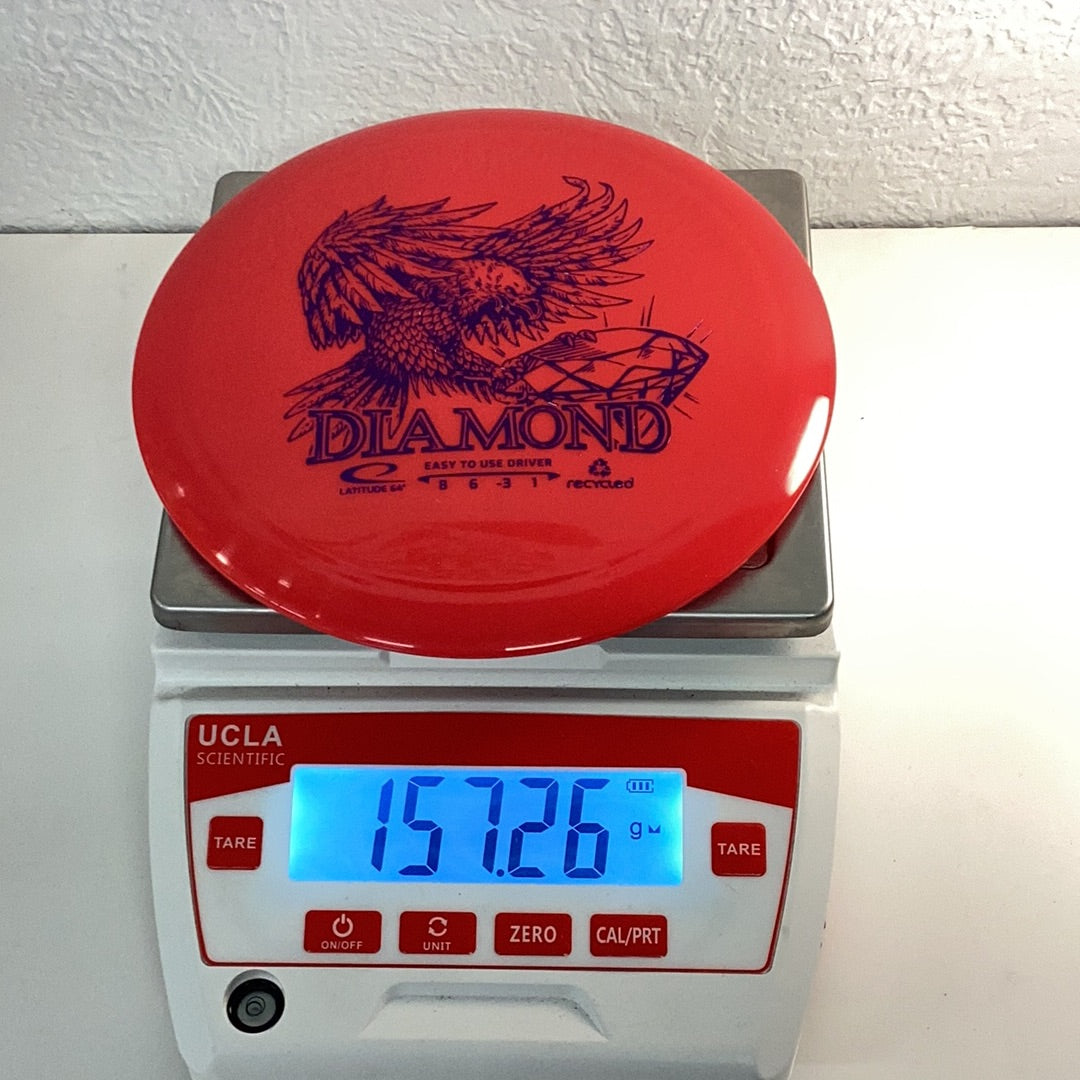 DIAMOND
EASY TO USE DRIVER
LATITUDE 64°
8 6 -3 1
recycled
UCLA
SCIENTIFIC
157.26
g
TARE
TARE
ON/OFF
UNIT
ZERO
CAL/PRT